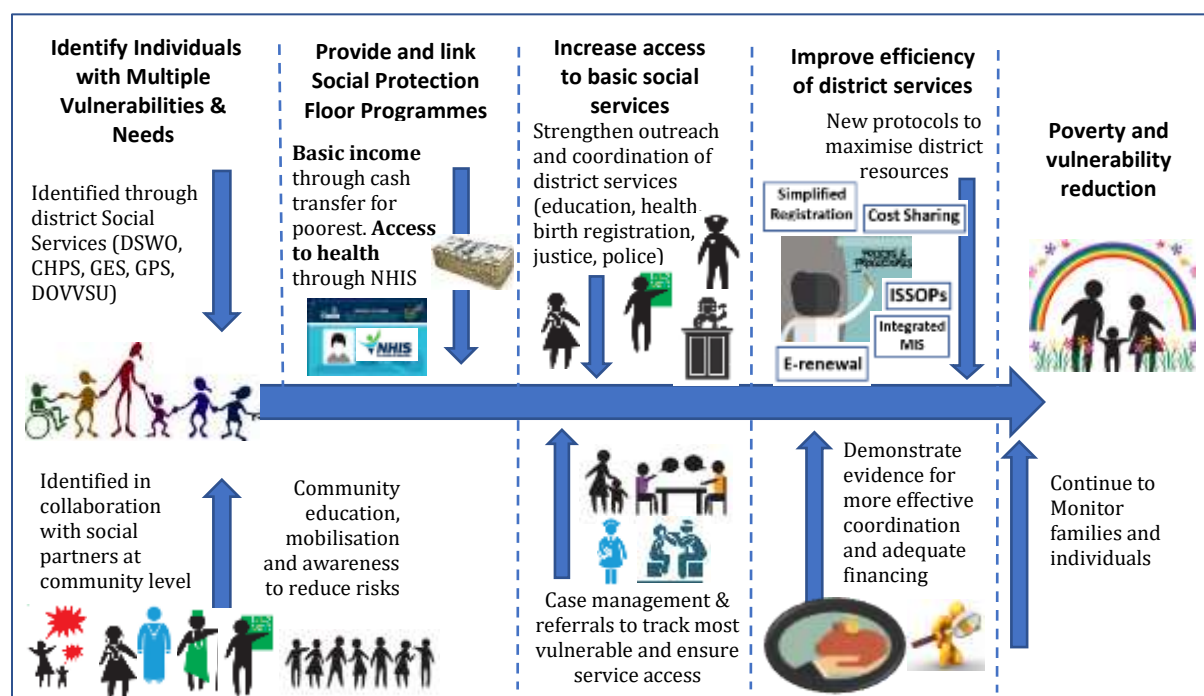 Identify Individuals
with Multiple
Vulnerabilities &
Needs
Identified through
district Social
Services (DSWO,
CHPS, GES, GPS,
DOVVSU)
Identified in
collaboration
with social
partners at
community level
Provide and link
Social Protection
Floor Programmes
Basic income
through cash
transfer for
poorest. Access
to health
through NHIS
NHIS
Community
education,
mobilisation
and awareness
to reduce risks
Increase access
to basic social
services
Strengthen outreach
and coordination of
district services
(education, health,
birth registration,
justice, police)
Case management &
referrals to track most
vulnerable and ensure
service access
Improve efficiency
of district services
New protocols to
maximise district
resources
Simplified
Registration
Cost Sharing
ISSOPs
Integrated
MIS
E-renewal
Demonstrate
evidence for
more effective
coordination
and adequate
financing
Poverty and
vulnerability
reduction
Continue to
Monitor
families and
individuals